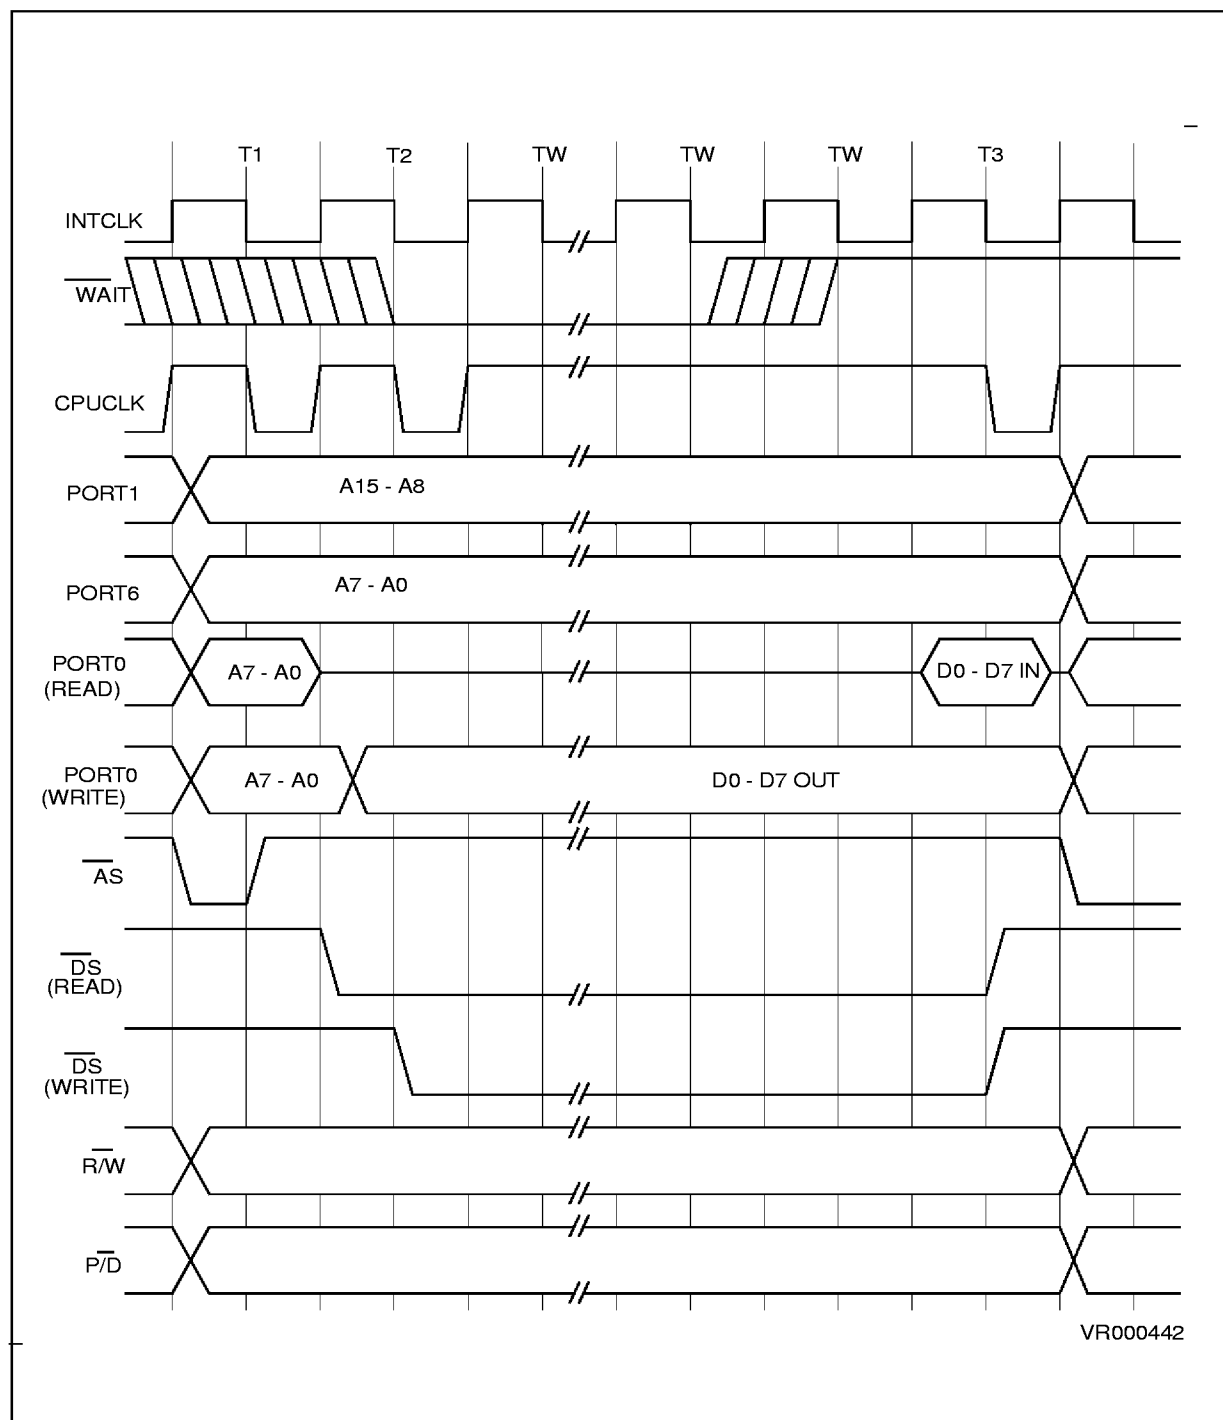 T1 T2 TW TW TW T3
INTCLK
WAIT
CPUCLK
PORT1 A15 - A8
PORT6 A7 - A0
PORT0
(READ) A7 - A0 D0 - D7 IN
PORT0
(WRITE) A7 - A0 D0 - D7 OUT
AS
DS
(READ)
DS
(WRITE)
R/W
P/D
VR000442